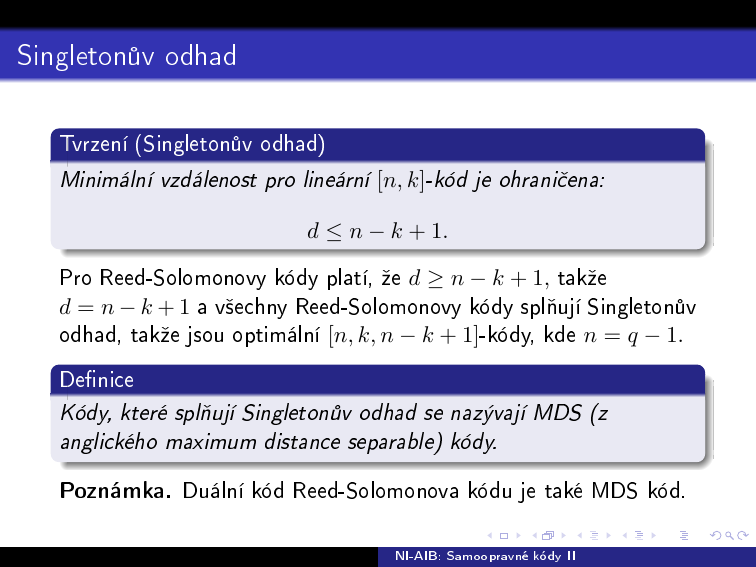 Singletonův odhad
Tvrzení (Singletonův odhad)
Minimální vzdálenost pro lineární [n, k]-kód je ohraničena:
d ≤ n − k + 1.
Pro Reed-Solomonovy kódy platí, že d ≥ n − k + 1, takže
d = n − k + 1 a všechny Reed-Solomonovy kódy splňují Singletonův
odhad, takže jsou optimální [n, k, n − k + 1]-kódy, kde n = q − 1.
Definice
Kódy, které splňují Singletonův odhad se nazývají MDS (z
anglického maximum distance separable) kódy.
Poznámka. Duální kód Reed-Solomonova kódu je také MDS kód.
NI-AIB: Samoopravné kódy II